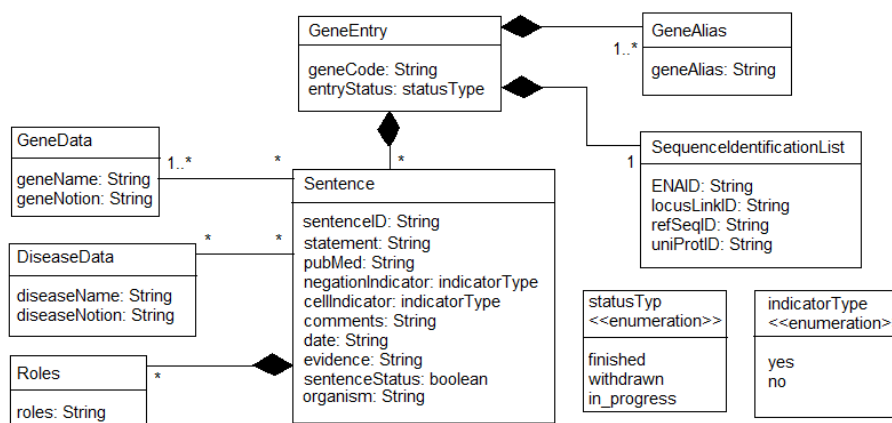 GeneEntry
geneCode: String
entryStatus: statusType
GeneAlias
geneAlias: String
1..*
GeneData
geneName: String
geneNotion: String
1..*
*
*
SequenceIdentificationList
ENAID: String
locusLinkID: String
refSeqID: String
uniProtID: String
1
Sentence
sentenceID: String
statement: String
pubMed: String
negationIndicator: indicatorType
cellIndicator: indicatorType
comments: String
date: String
evidence: String
sentenceStatus: boolean
organism: String
DiseaseData
diseaseName: String
diseaseNotion: String
*
*
Roles
roles: String
*
statusTyp
<<enumeration>>
finished
withdrawn
in_progress
indicatorType
<<enumeration>
yes
no